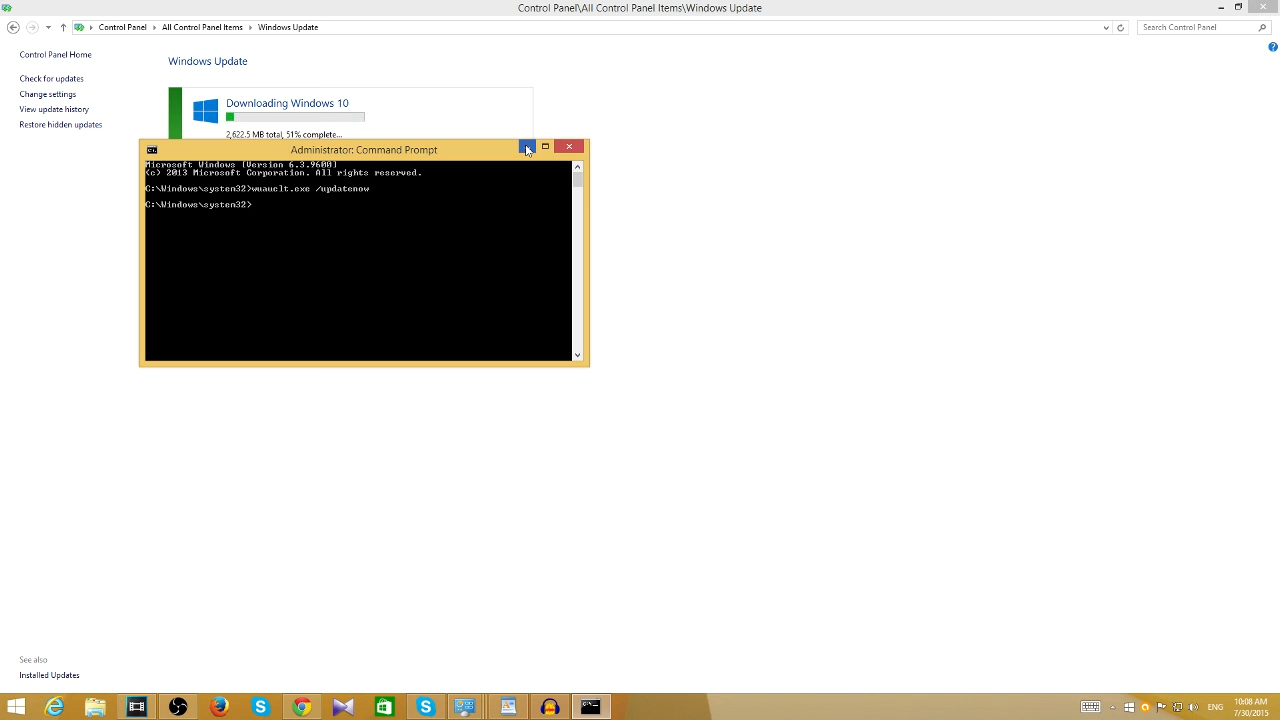 Control Panel\All Control Panel Items\Windows Update
Control Panel
All Control Panel Items
Windows Update
Search Control Panel
Control Panel Home
Check for updates
Change settings
View update history
Restore hidden updates
Windows Update
Downloading Windows 10
2,622.5 MB total, 51% complete...
Administrator: Command Prompt
Microsoft Windows [Version 6.3.9600]
(c) 2013 Microsoft Corporation. All rights reserved.
C:\Windows\system32>wuauclt.exe /updatenow
C:\Windows\system32>
See also
Installed Updates
ENG
10:08 AM
7/30/2015